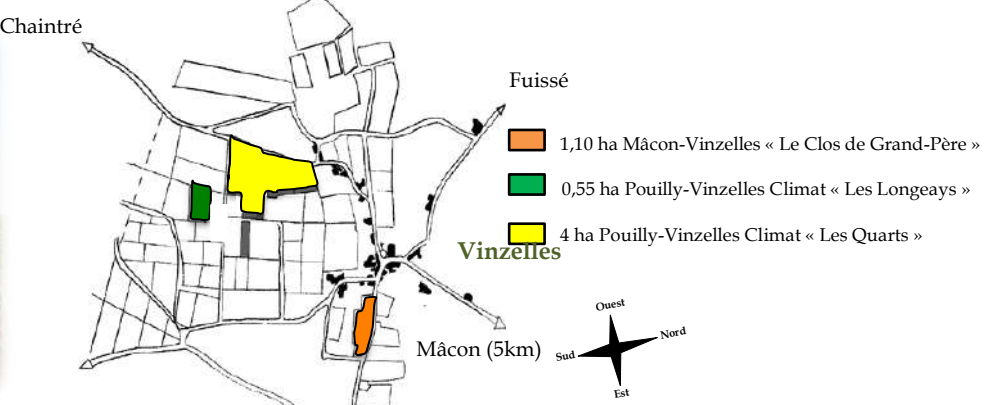 Chaintré
Fuissé
1,10 ha Mâcon-Vinzelles « Le Clos de Grand-Père »
0,55 ha Pouilly-Vinzelles Climat « Les Longeays »
4 ha Pouilly-Vinzelles Climat « Les Quarts »
Vinzelles
Mâcon (5km)
Ouest
Nord
Sud
Est